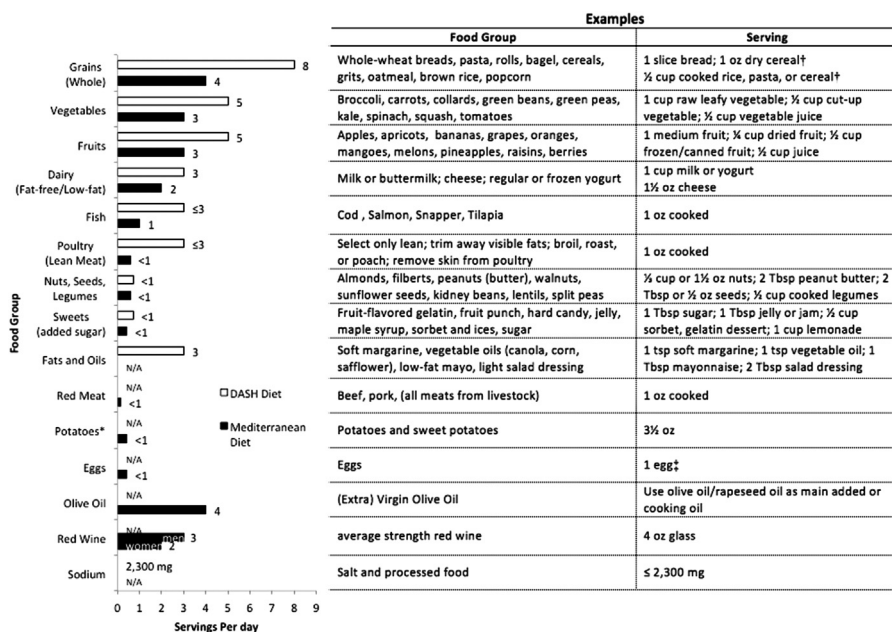 Examples
Food Group Serving
Grains
(Whole)
8
4
Whole-wheat breads, pasta, rolls, bagel, cereals,
grits, oatmeal, brown rice, popcorn
1 slice bread; 1 oz dry cereal†
½ cup cooked rice, pasta, or cereal†
Vegetables
5
3
Broccoli, carrots, collards, green beans, green peas,
kale, spinach, squash, tomatoes
1 cup raw leafy vegetable; ½ cup cut-up
vegetable; ½ cup vegetable juice
Fruits
5
3
Apples, apricots, bananas, grapes, oranges,
mangoes, melons, pineapples, raisins, berries
1 medium fruit; ¼ cup dried fruit; ½ cup
frozen/canned fruit; ½ cup juice
Dairy
(Fat-free/Low-fat)
3
2
Milk or buttermilk; cheese; regular or frozen yogurt
1 cup milk or yogurt
1½ oz cheese
Fish
≤3
1
Cod , Salmon, Snapper, Tilapia
1 oz cooked
Poultry
(Lean Meat)
≤3
<1
Select only lean; trim away visible fats; broil, roast,
or poach; remove skin from poultry
1 oz cooked
Nuts, Seeds,
Legumes
<1
<1
Almonds, filberts, peanuts (butter), walnuts,
sunflower seeds, kidney beans, lentils, split peas
cup or 1½ oz nuts; 2 Tbsp peanut butter; 2
Tbsp or ½ oz seeds; ½ cup cooked legumes
Sweets
(added sugar)
<1
<1
Fruit-flavored gelatin, fruit punch, hard candy, jelly,
maple syrup, sorbet and ices, sugar
1 Tbsp sugar; 1 Tbsp jelly or jam; ½ cup
sorbet, gelatin dessert; 1 cup lemonade
Fats and Oils
3
N/A
Soft margarine, vegetable oils (canola, corn,
safflower), low-fat mayo, light salad dressing
1 tsp soft margarine; 1 tsp vegetable oil; 1
Tbsp mayonnaise; 2 Tbsp salad dressing
Red Meat
N/A
<1
Beef, pork, (all meats from livestock)
1 oz cooked
Potatoes*
N/A
<1
Potatoes and sweet potatoes
3½ oz
Eggs
N/A
<1
Eggs
1 egg‡
Olive Oil
N/A
4
(Extra) Virgin Olive Oil
Use olive oil/rapeseed oil as main added or
cooking oil
Red Wine
N/A
men 3
women 2
average strength red wine
4 oz glass
Sodium
2,300 mg
N/A
Salt and processed food
≤ 2,300 mg
DASH Diet
Mediterranean
Diet
Food Group
0 1 2 3 4 5 6 7 8 9
Servings Per day